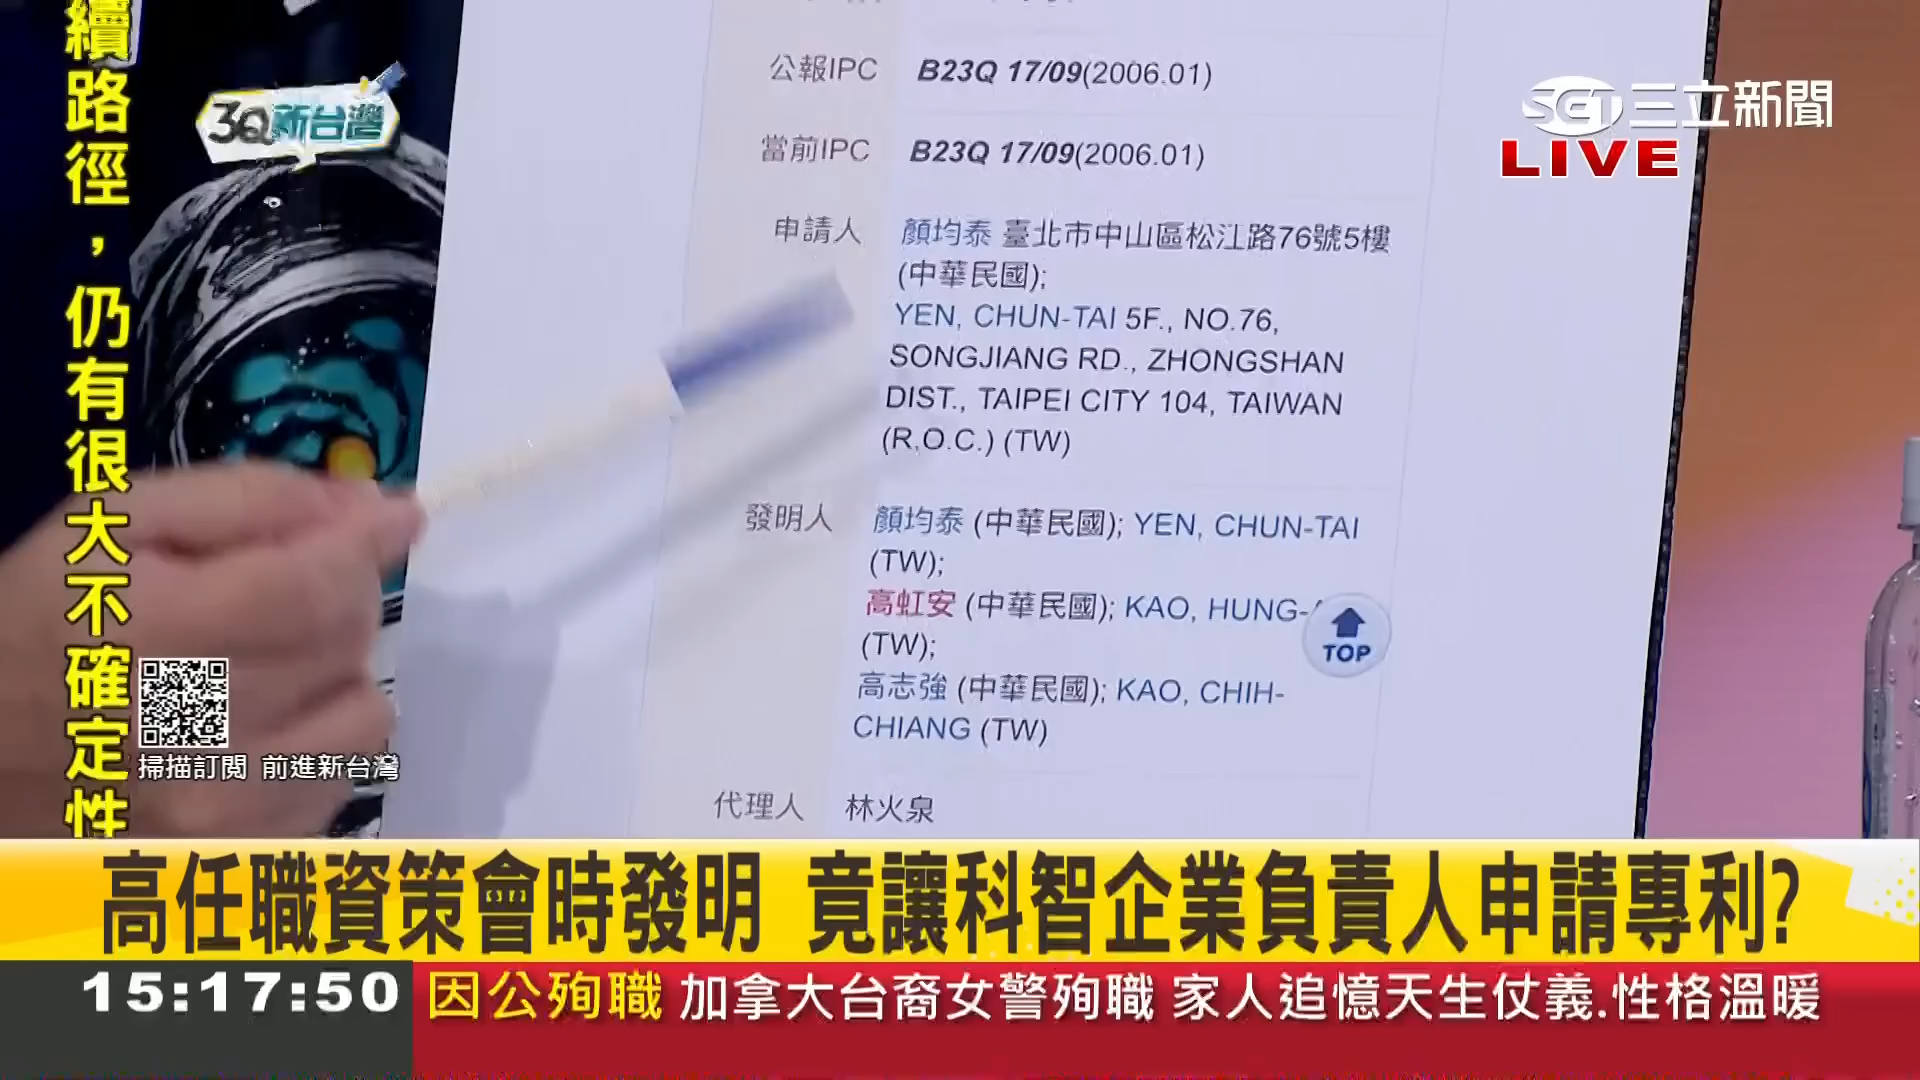 續路徑，仍有很大不確定性
3Q新台灣
SET三立新聞
LIVE
公報IPC B23Q 17/09(2006.01)
當前IPC B23Q 17/09(2006.01)
申請人 顏均泰 臺北市中山區松江路76號5樓
(中華民國);
YEN, CHUN-TAI 5F., NO.76,
SONGJIANG RD., ZHONGSHAN
DIST., TAIPEI CITY 104, TAIWAN
(R.O.C.) (TW)
發明人 顏均泰 (中華民國); YEN, CHUN-TAI
(TW);
高虹安 (中華民國); KAO, HUNG-
(TW);
高志強 (中華民國); KAO, CHIH-
CHIANG (TW)
TOP
代理人 林火泉
掃描訂閱 前進新台灣
高任職資策會時發明 竟讓科智企業負責人申請專利?
15:17:50 因公殉職 加拿大台裔女警殉職 家人追憶天生仗義.性格溫暖